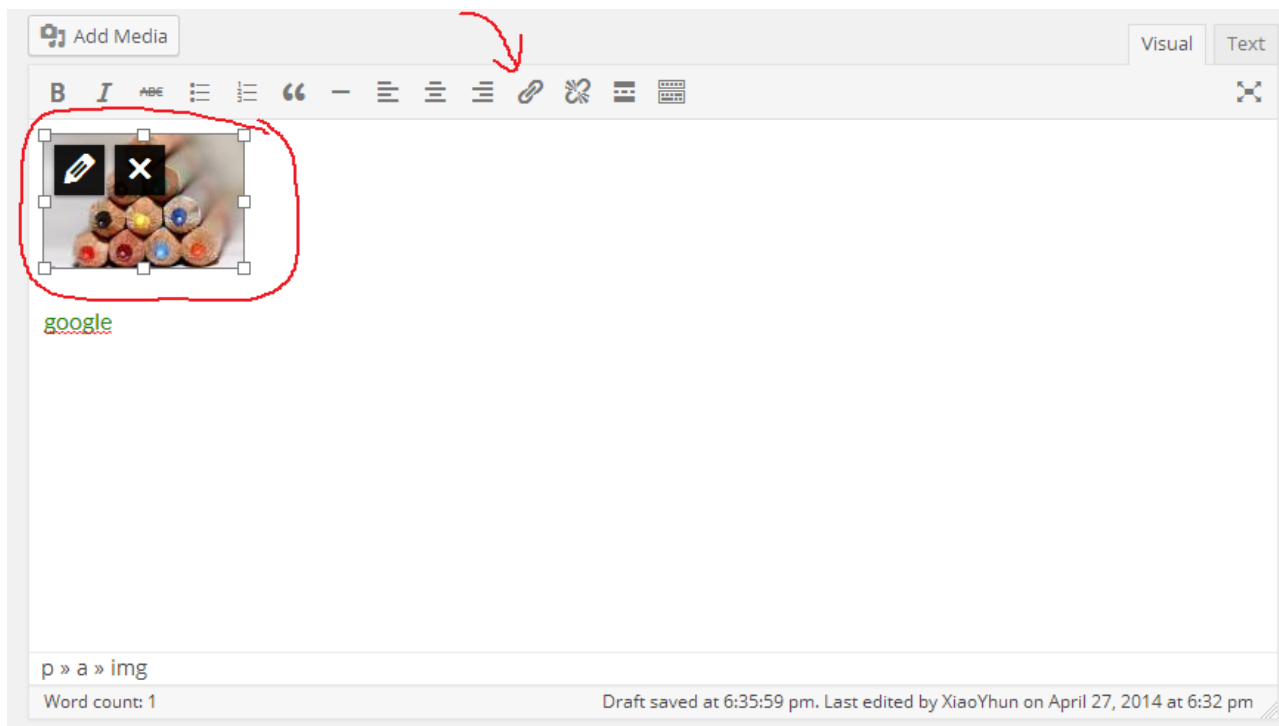 Add Media
Visual Text
B I ABC
google
p » a » img
Word count: 1 Draft saved at 6:35:59 pm. Last edited by XiaoYhun on April 27, 2014 at 6:32 pm